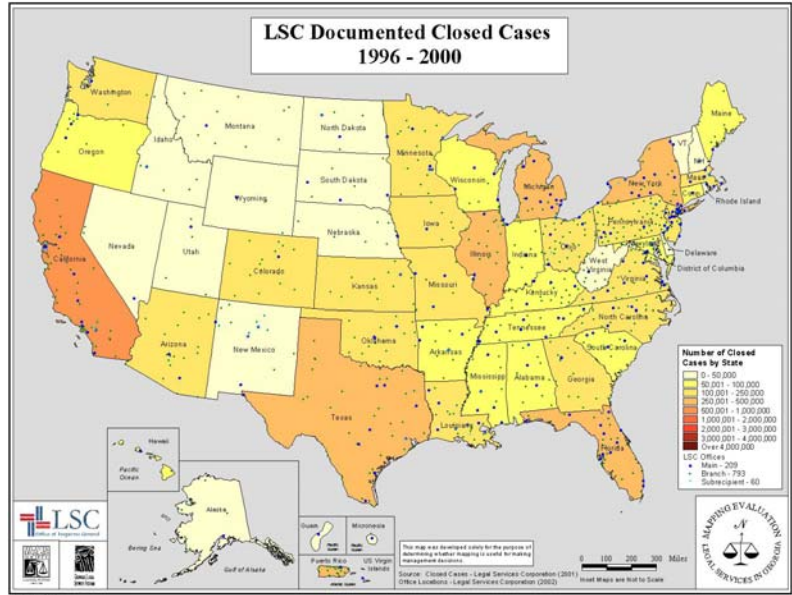 LSC Documented Closed Cases
1996 - 2000
Washington
Oregon
Idaho
Montana
North Dakota
South Dakota
Wyoming
Nebraska
Nevada
Utah
California
Colorado
Kansas
Arizona
New Mexico
Oklahoma
Texas
Minnesota
Iowa
Missouri
Arkansas
Louisiana
Wisconsin
Illinois
Michigan
Indiana
Ohio
Kentucky
Tennessee
Mississippi
Alabama
Georgia
Florida
South Carolina
North Carolina
Virginia
West
Virginia
Pennsylvania
New York
VT
NH
Maine
Mass
Conn
Rhode Island
Delaware
District of Columbia
Number of Closed
Cases by State
0 - 50,000
50,001 - 100,000
100,001 - 250,000
250,001 - 500,000
500,001 - 1,000,000
1,000,001 - 2,000,000
2,000,001 - 3,000,000
3,000,001 - 4,000,000
Over 4,000,000
LSC Offices
Main - 209
Branch - 793
Subrecipient - 60
Hawaii
Pacific
Ocean
Alaska
Bering Sea
Gulf of Alaska
Guam
Micronesia
Puerto Rico
US Virgin
Islands
LSC
Office of Inspector General
This map was developed solely for the purpose of
determining whether mapping is useful for making
management decisions.
Source: Closed Cases - Legal Services Corporation (2001)
Office Locations - Legal Services Corporation (2002)
0 100 200 300 Miles
Inset Maps are Not to Scale
MAPPING EVALUATION
N
LEGAL SERVICES IN GEORGIA